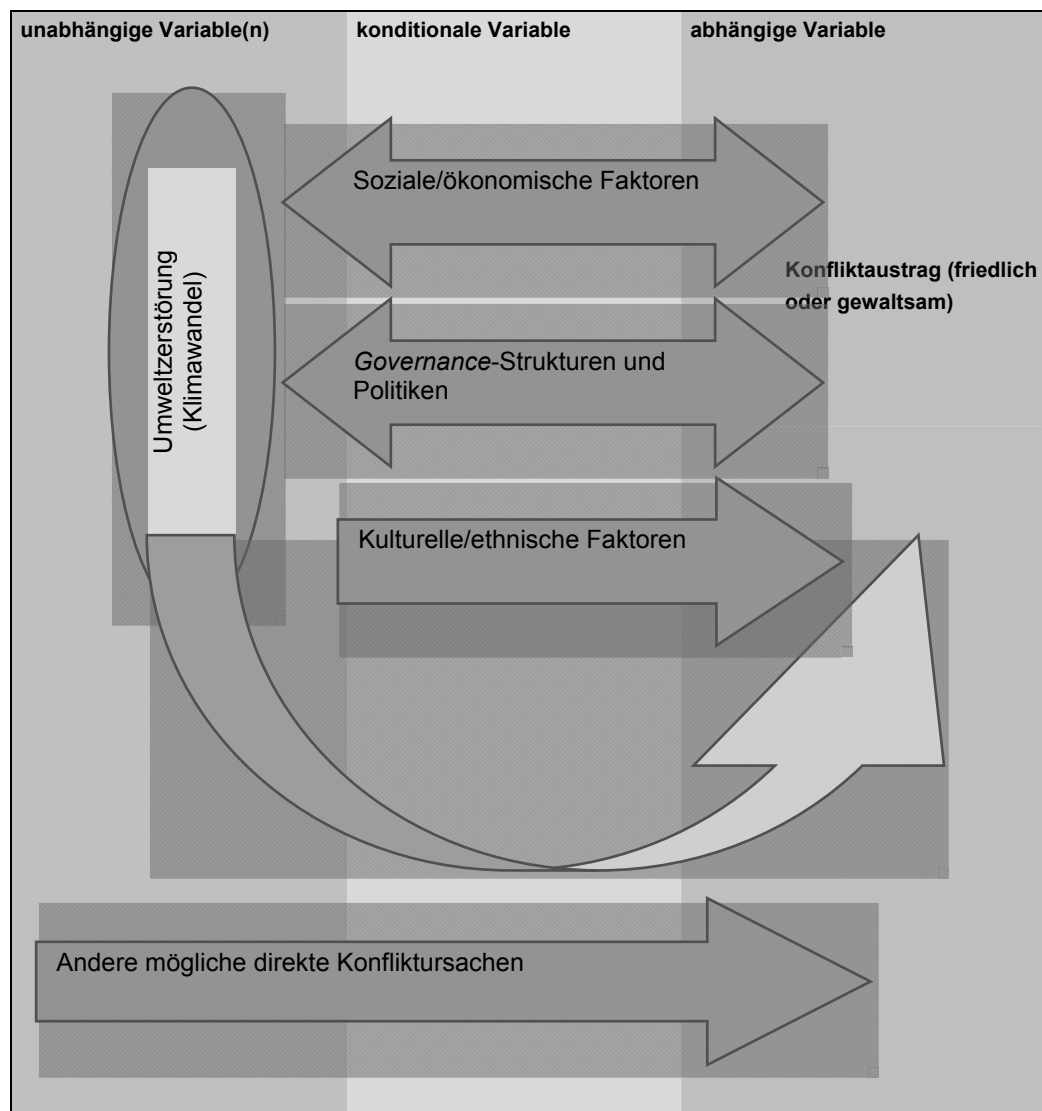 unabhängige Variable(n)
konditionale Variable
abhängige Variable
Soziale/ökonomische Faktoren
Umweltzerstörung
(Klimawandel)
Konfliktaustrag (friedlich
oder gewaltsam)
Governance-Strukturen und
Politiken
Kulturelle/ethnische Faktoren
Andere mögliche direkte Konfliktursachen